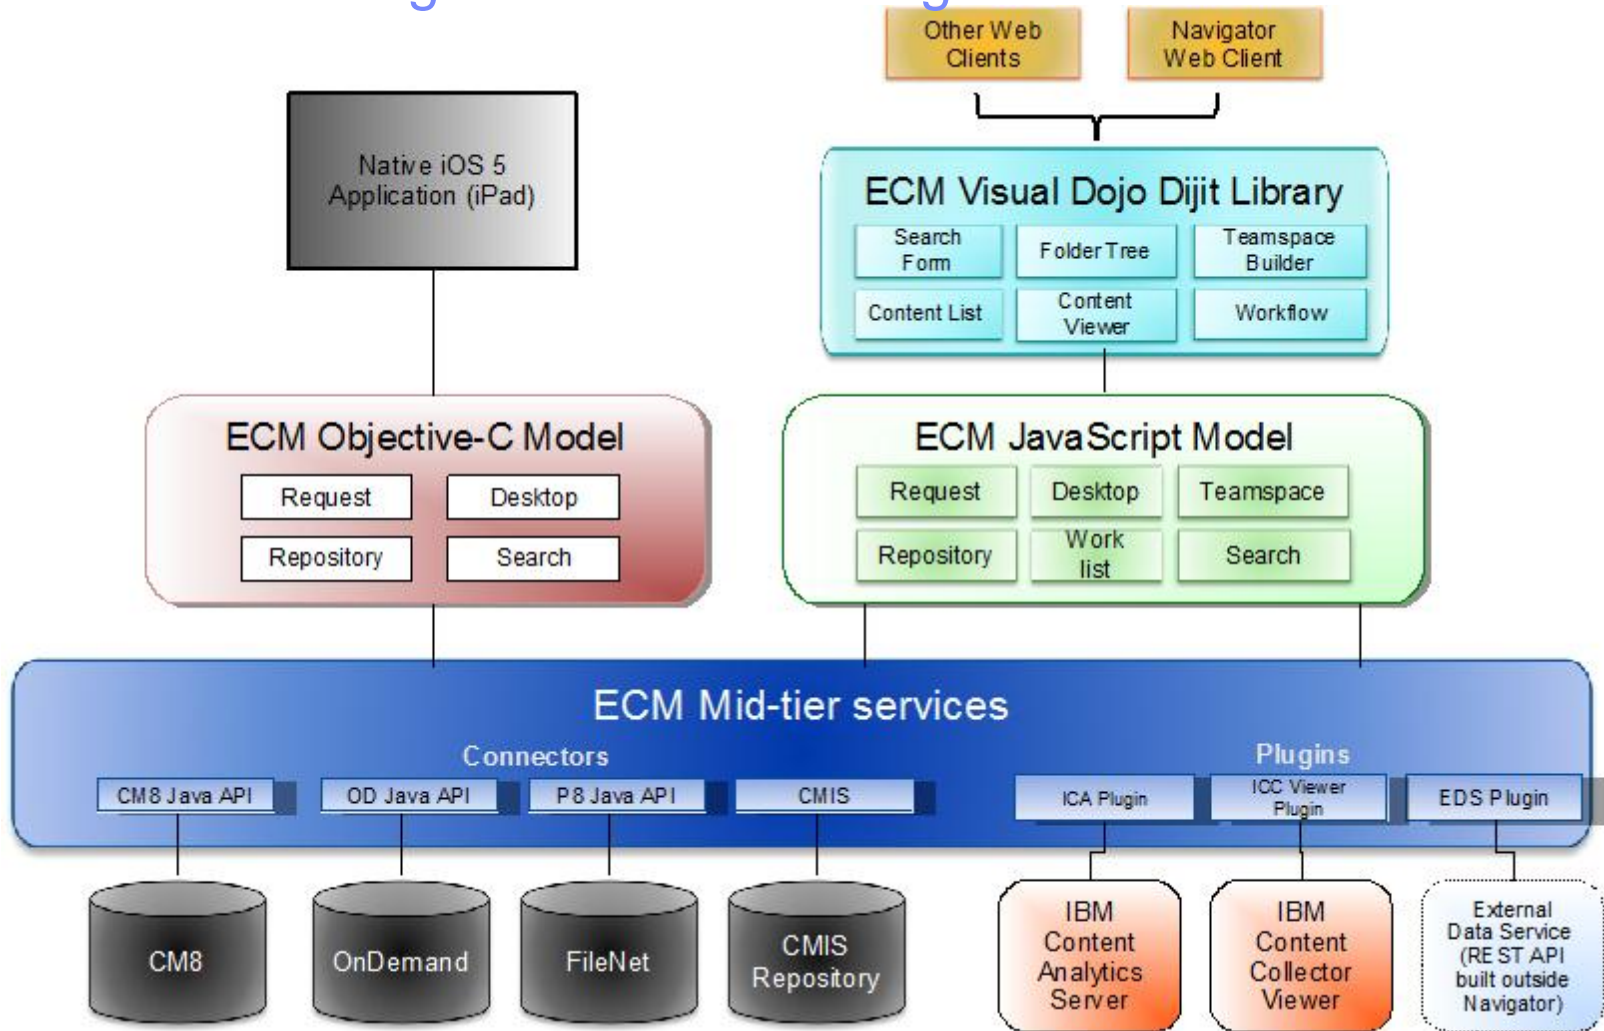 Other Web
Clients
Navigator
Web Client
Native iOS 5
Application (iPad)
ECM Visual Dojo Dijit Library
Search
Form
Folder Tree
Teamspace
Builder
Content List
Content
Viewer
Workflow
ECM Objective-C Model
Request
Desktop
Repository
Search
ECM JavaScript Model
Request
Desktop
Teamspace
Repository
Work
list
Search
ECM Mid-tier services
Connectors
Plugins
CM8 Java API
OD Java API
P8 Java API
CMIS
ICA Plugin
ICC Viewer
Plugin
EDS Plugin
CM8
OnDemand
FileNet
CMIS
Repository
IBM
Content
Analytics
Server
IBM
Content
Collector
Viewer
External
Data Service
(REST API
built outside
Navigator)